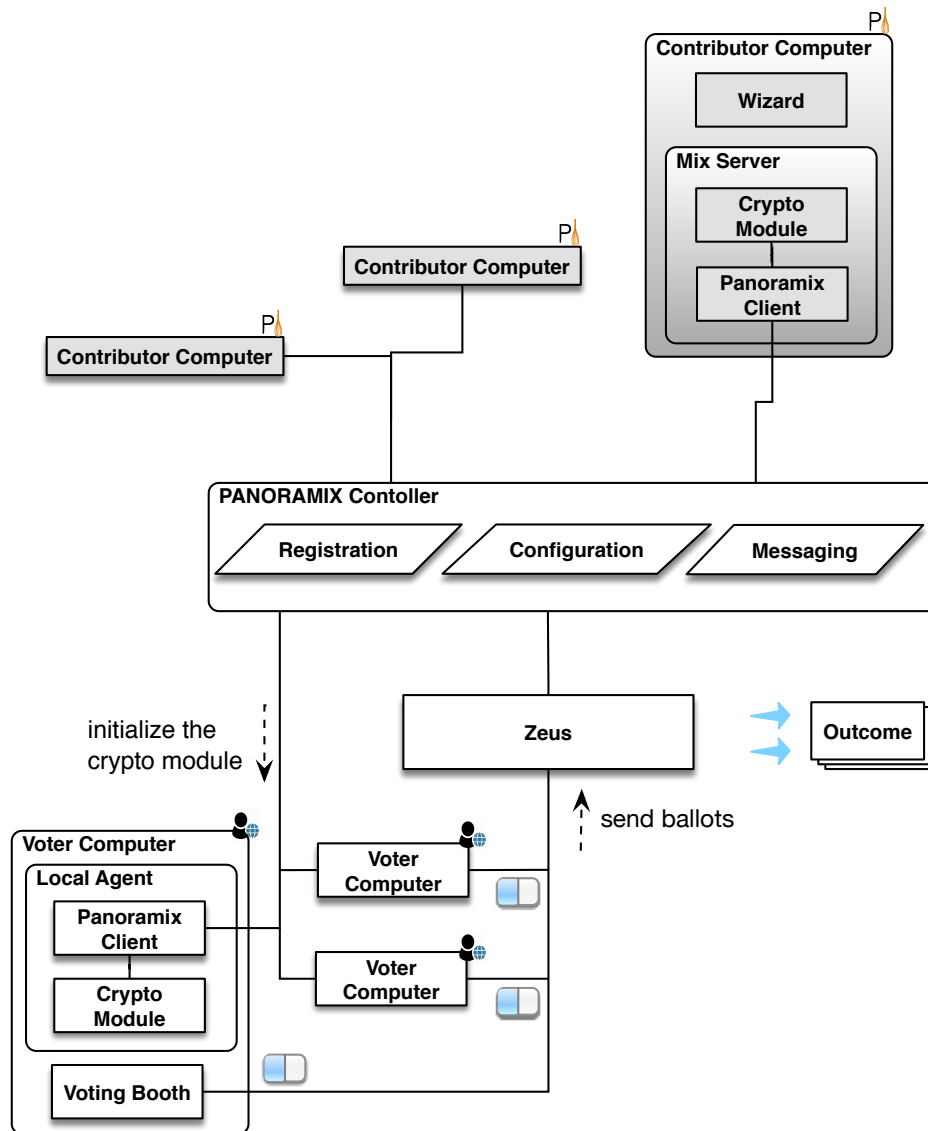 P
Contributor Computer
Wizard
Mix Server
Crypto
Module
Panoramix
Client
P
Contributor Computer
P
Contributor Computer
PANORAMIX Contoller
Registration
Configuration
Messaging
initialize the
crypto module
Zeus
Outcome
send ballots
Voter Computer
Local Agent
Panoramix
Client
Crypto
Module
Voting Booth
Voter
Computer
Voter
Computer